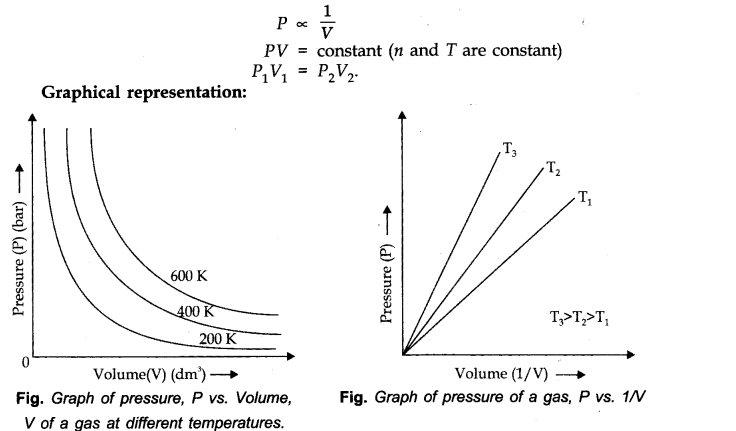 P ∝ 1/V
PV = constant (n and T are constant)
P₁V₁ = P₂V₂.
Graphical representation:
Pressure (P) (bar)
600 K
400 K
200 K
0
Volume(V) (dm³)
Fig. Graph of pressure, P vs. Volume,
V of a gas at different temperatures.
Pressure (P)
T₃
T₂
T₁
T₃>T₂>T₁
Volume (1/V)
Fig. Graph of pressure of a gas, P vs. 1/V